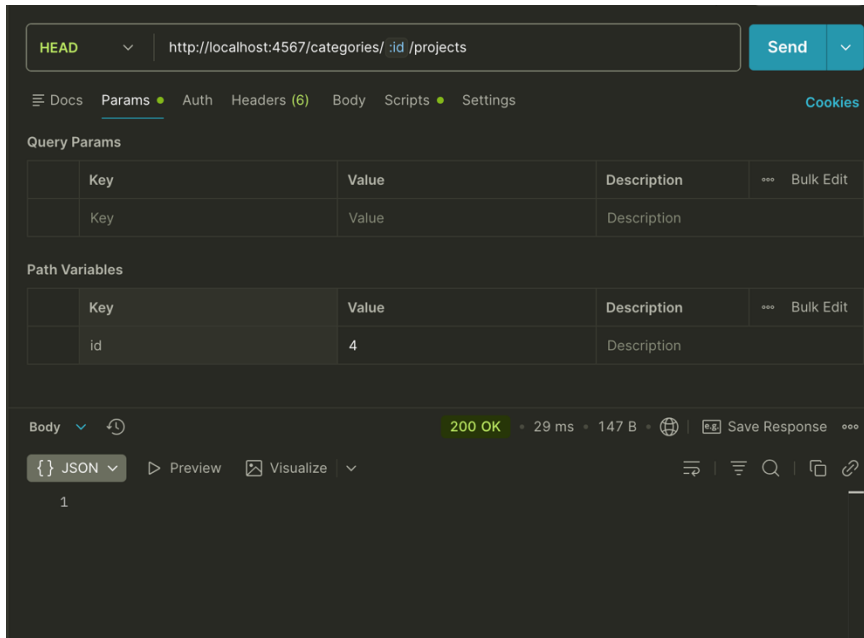 HEAD http://localhost:4567/categories/ :id /projects Send
Docs Params Auth Headers (6) Body Scripts Settings Cookies
Query Params
Key Value Description Bulk Edit
Key Value Description
Path Variables
Key Value Description Bulk Edit
id 4 Description
Body 200 OK • 29 ms • 147 B • e.g. Save Response
{} JSON Preview Visualize
1